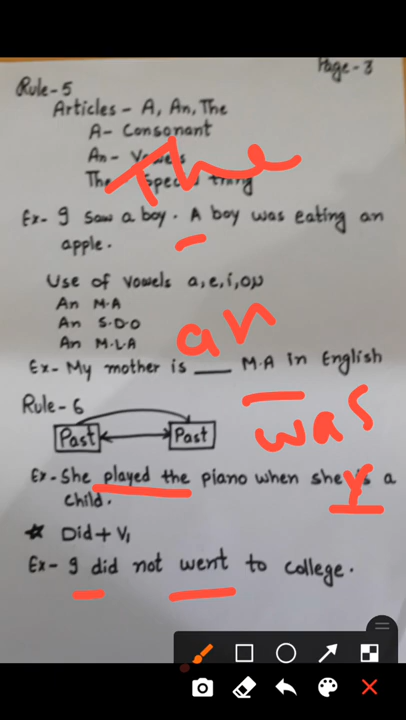 Page-3
Rule-5
Articles - A, An, The
A- Consonant
An- Vowels
The Special thing
The
Ex- I saw a boy. A boy was eating an
apple.
Use of vowels a,e,i,o,u
An M.A
An S.D.O
An M.L.A
an
Ex- My mother is ___ M.A in English
Rule-6
was
Past Past
Ex- She played the piano when she is a
child.
★ Did+V1
Ex- I did not went to college.